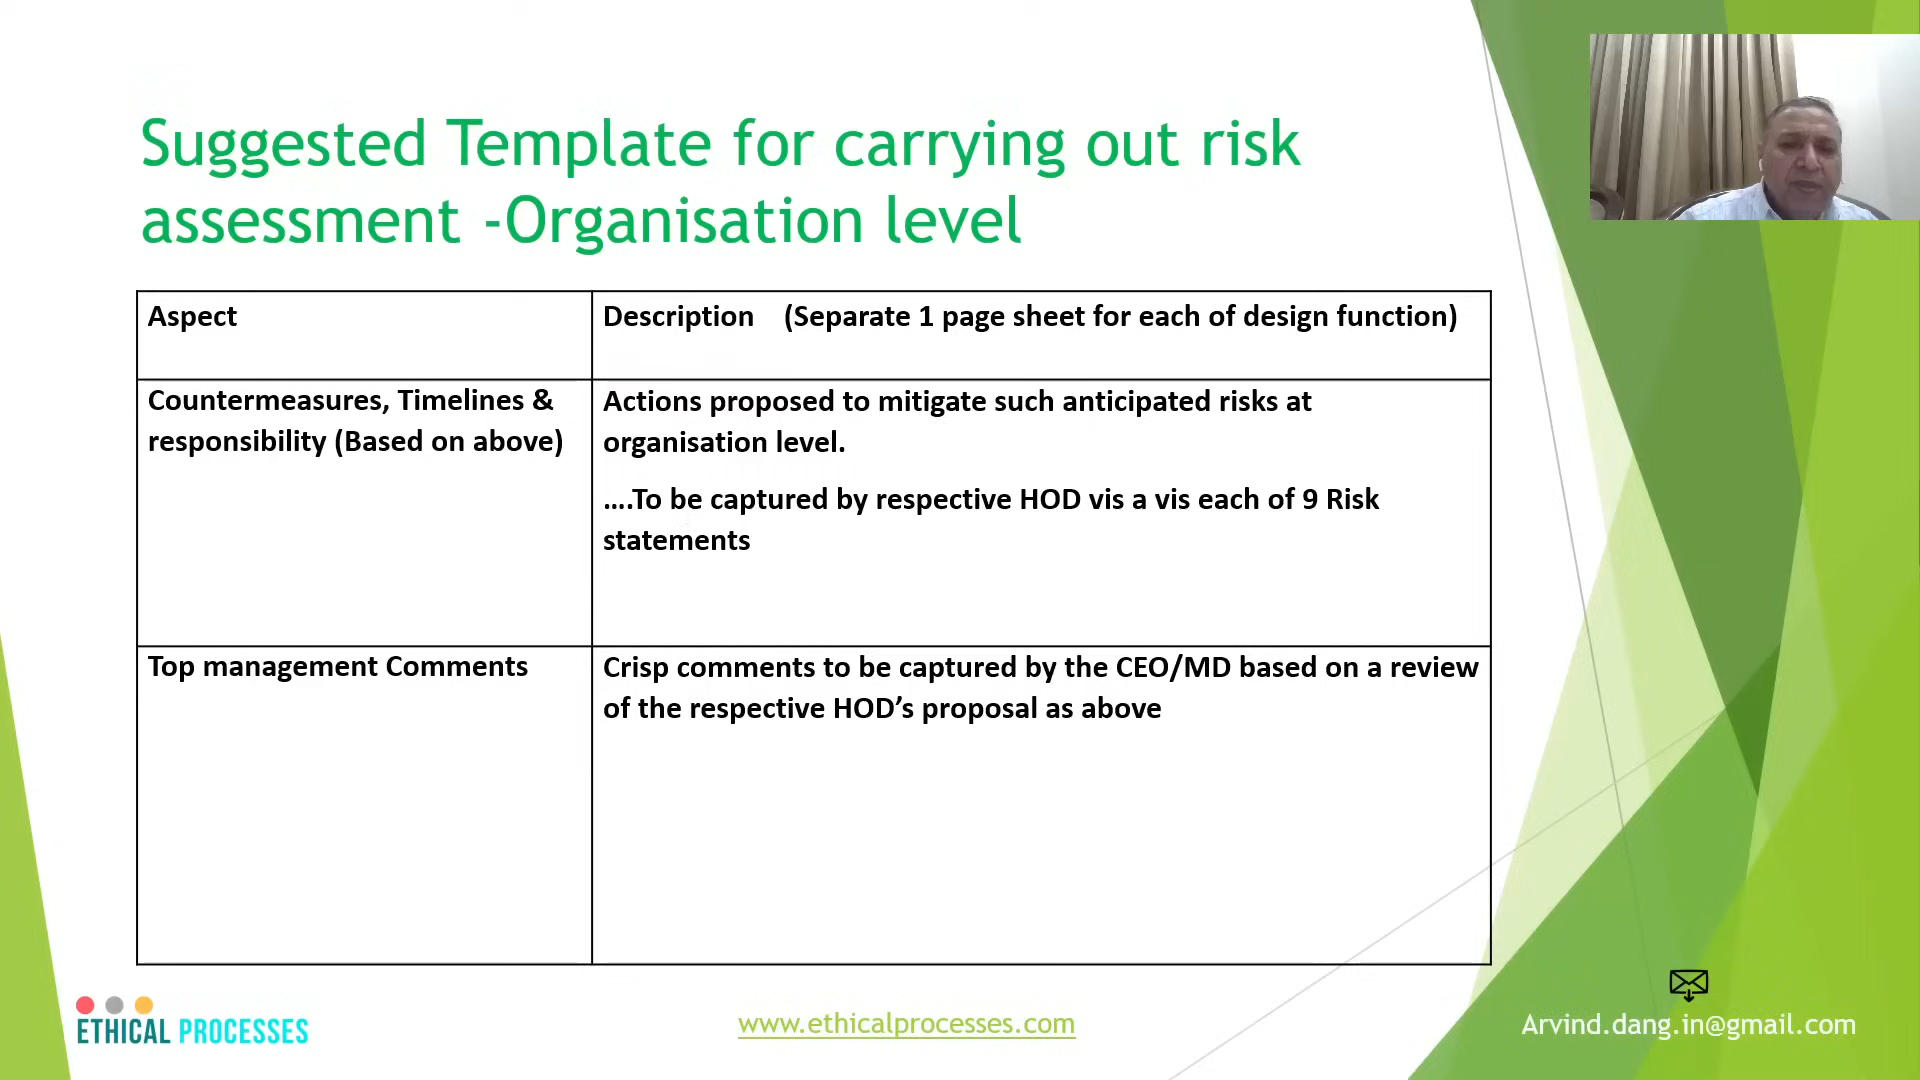 Suggested Template for carrying out risk
assessment -Organisation level
Aspect
Description (Separate 1 page sheet for each of design function)
Countermeasures, Timelines &
responsibility (Based on above)
Actions proposed to mitigate such anticipated risks at
organisation level.
....To be captured by respective HOD vis a vis each of 9 Risk
statements
Top management Comments
Crisp comments to be captured by the CEO/MD based on a review
of the respective HOD’s proposal as above
ETHICAL PROCESSES
www.ethicalprocesses.com
Arvind.dang.in@gmail.com